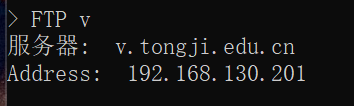 > FTP v
服务器:  v.tongji.edu.cn
Address:  192.168.130.201